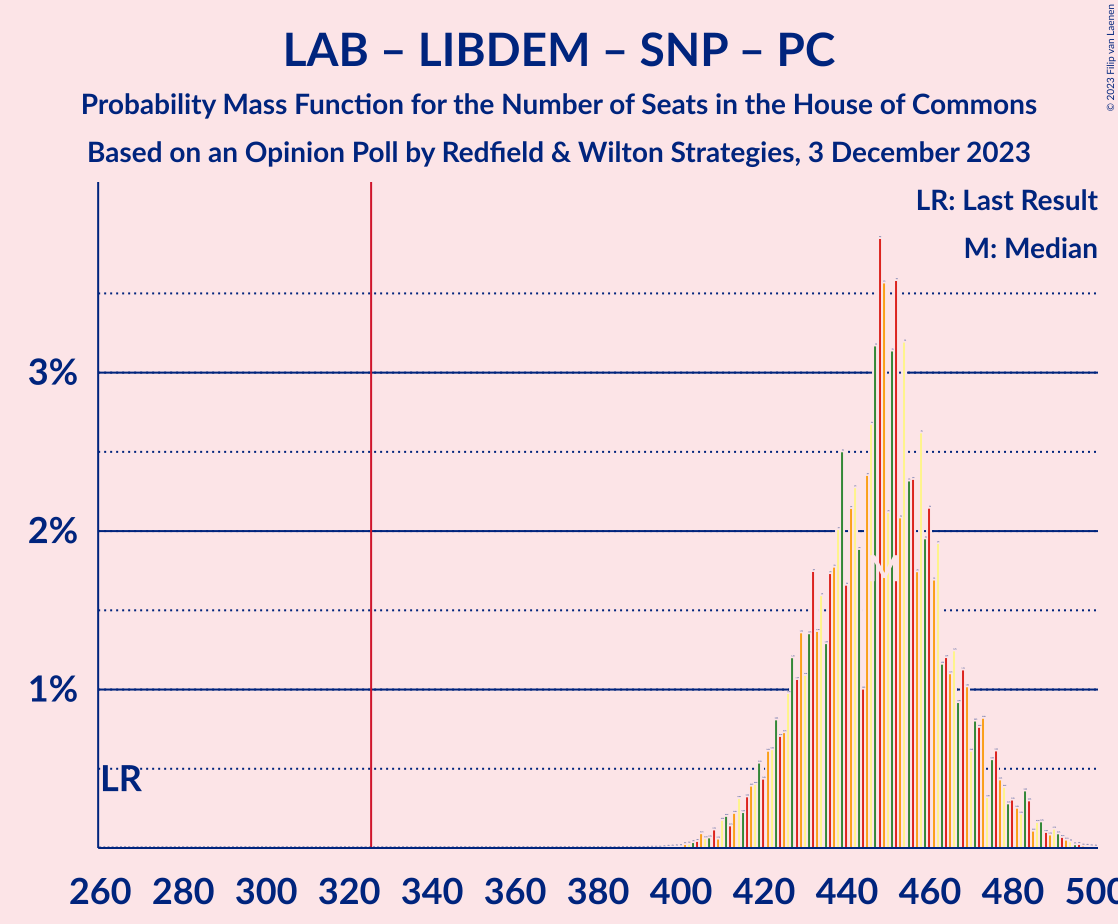 LAB – LIBDEM – SNP – PC
Probability Mass Function for the Number of Seats in the House of Commons
Based on an Opinion Poll by Redfield & Wilton Strategies, 3 December 2023
© 2023 Filip van Laenen
LR: Last Result
M: Median
3%
2%
1%
M
LR
260 280 300 320 340 360 380 400 420 440 460 480 500